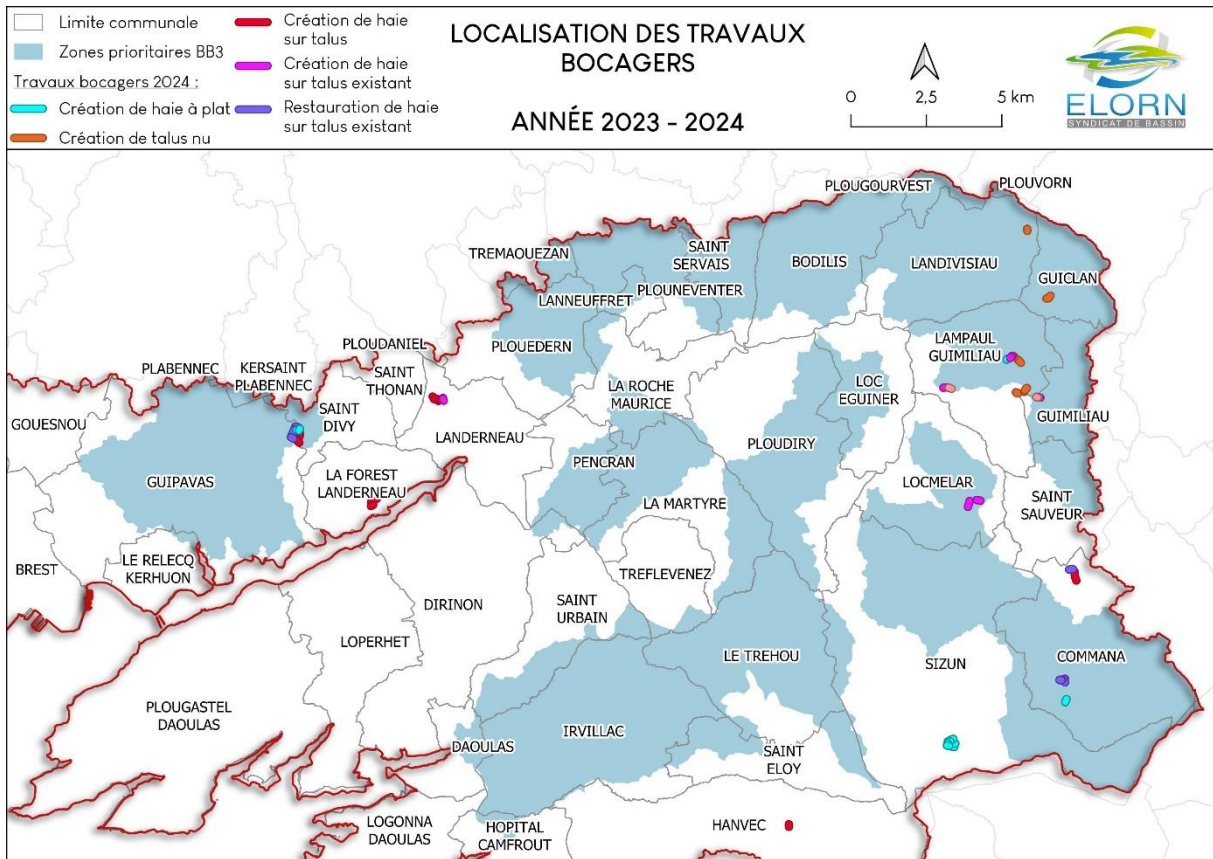 Limite communale
Zones prioritaires BB3
Travaux bocagers 2024 :
Création de haie à plat
Création de talus nu
Création de haie
sur talus
Création de haie
sur talus existant
Restauration de haie
sur talus existant
LOCALISATION DES TRAVAUX
BOCAGERS
ANNÉE 2023 - 2024
0 2,5 5 km
ELORN
SYNDICAT DE BASSIN
PLOUGOURVEST
PLOUVORN
TREMAOUEZAN
SAINT
SERVAIS
BODILIS
LANDIVISIAU
GUICLAN
LANNEUFFRET
PLOUNEVENTER
PLOUEDERN
PLOUDANIEL
LAMPAUL
GUIMILIAU
PLABENNEC
KERSAINT
PLABENNEC
SAINT
THONAN
LA ROCHE
MAURICE
LOC
EGUINER
GOUESNOU
SAINT
DIVY
LANDERNEAU
PLOUDIRY
GUIMILIAU
GUIPAVAS
LA FOREST
LANDERNEAU
PENCRAN
LOCMELAR
LA MARTYRE
SAINT
SAUVEUR
BREST
LE RELECQ
KERHUON
TREFLEVENEZ
DIRINON
SAINT
URBAIN
LOPERHET
LE TREHOU
SIZUN
COMMANA
PLOUGASTEL
DAOULAS
IRVILLAC
DAOULAS
SAINT
ELOY
LOGONNA
DAOULAS
HOPITAL
CAMFROUT
HANVEC